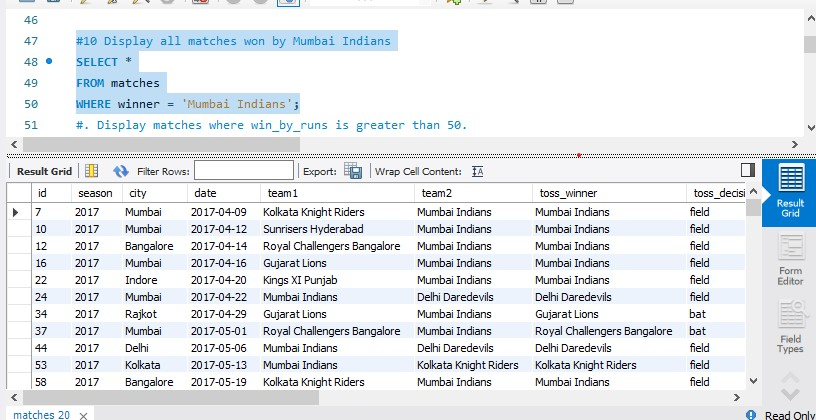 46
47 #10 Display all matches won by Mumbai Indians
48 SELECT *
49 FROM matches
50 WHERE winner = 'Mumbai Indians';
51 #. Display matches where win_by_runs is greater than 50.
Result Grid Filter Rows: Export: Wrap Cell Content:
id season city date team1 team2 toss_winner toss_decisi
7 2017 Mumbai 2017-04-09 Kolkata Knight Riders Mumbai Indians Mumbai Indians field
10 2017 Mumbai 2017-04-12 Sunrisers Hyderabad Mumbai Indians Mumbai Indians field
12 2017 Bangalore 2017-04-14 Royal Challengers Bangalore Mumbai Indians Mumbai Indians field
16 2017 Mumbai 2017-04-16 Gujarat Lions Mumbai Indians Mumbai Indians field
22 2017 Indore 2017-04-20 Kings XI Punjab Mumbai Indians Mumbai Indians field
24 2017 Mumbai 2017-04-22 Mumbai Indians Delhi Daredevils Delhi Daredevils field
34 2017 Rajkot 2017-04-29 Gujarat Lions Mumbai Indians Gujarat Lions bat
37 2017 Mumbai 2017-05-01 Royal Challengers Bangalore Mumbai Indians Royal Challengers Bangalore bat
44 2017 Delhi 2017-05-06 Mumbai Indians Delhi Daredevils Delhi Daredevils field
53 2017 Kolkata 2017-05-13 Mumbai Indians Kolkata Knight Riders Kolkata Knight Riders field
58 2017 Bangalore 2017-05-19 Kolkata Knight Riders Mumbai Indians Mumbai Indians field
Result
Grid
Form
Editor
Field
Types
matches 20 Read Only